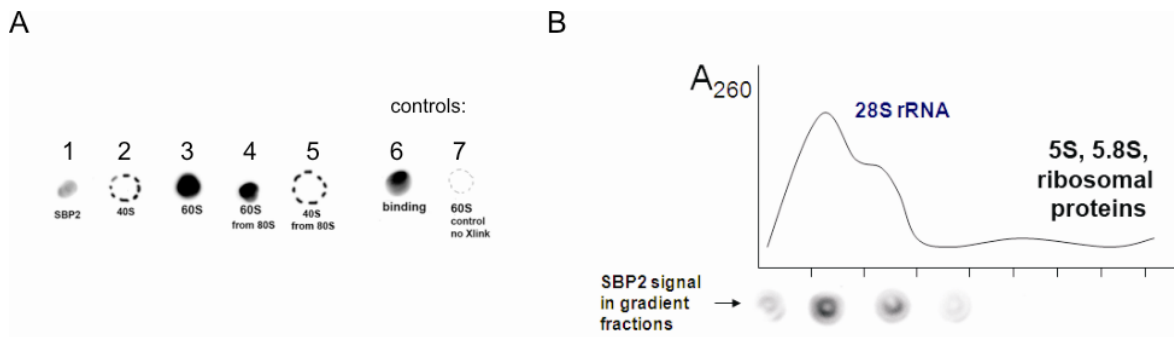 A
controls:
1 2 3 4 5 6 7
SBP2
40S
60S
60S
from 80S
40S
from 80S
binding
60S
control
no Xlink
B
A260
28S rRNA
5S, 5.8S,
ribosomal
proteins
SBP2 signal
in gradient
fractions